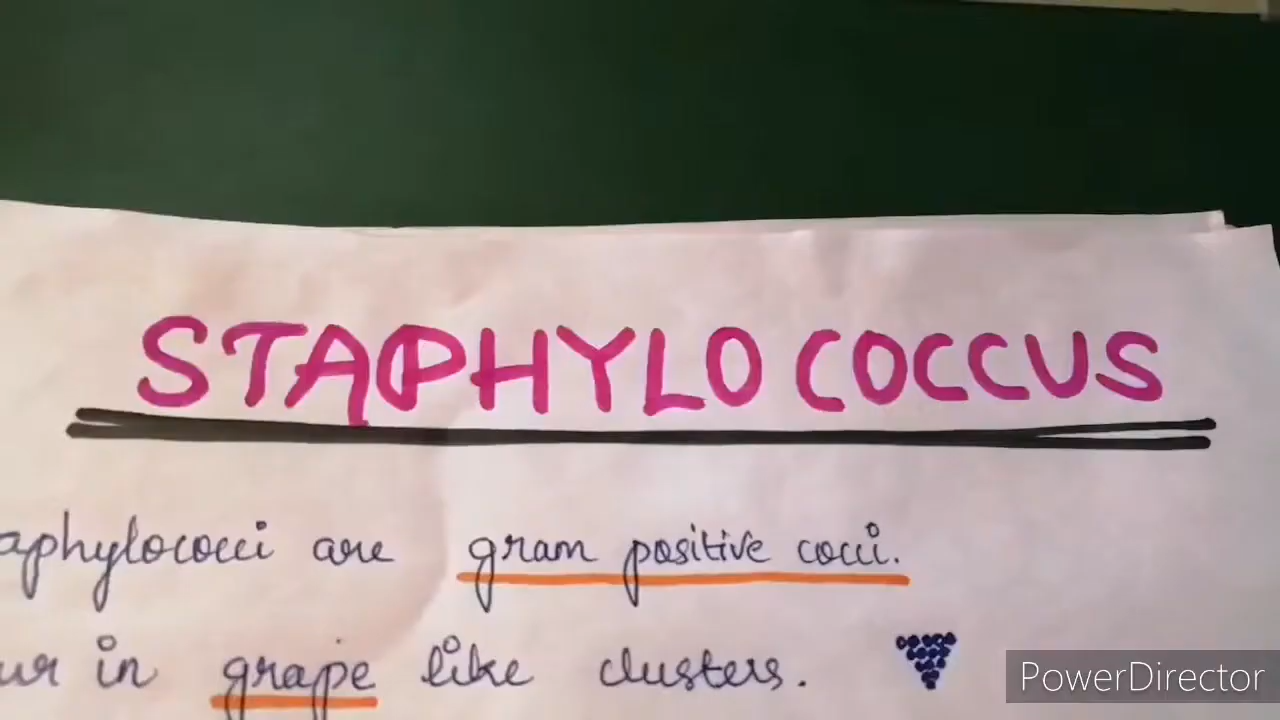 STAPHYLO COCCUS
aphylococci are gram positive cocci.
ur in grape like clusters.
PowerDirector